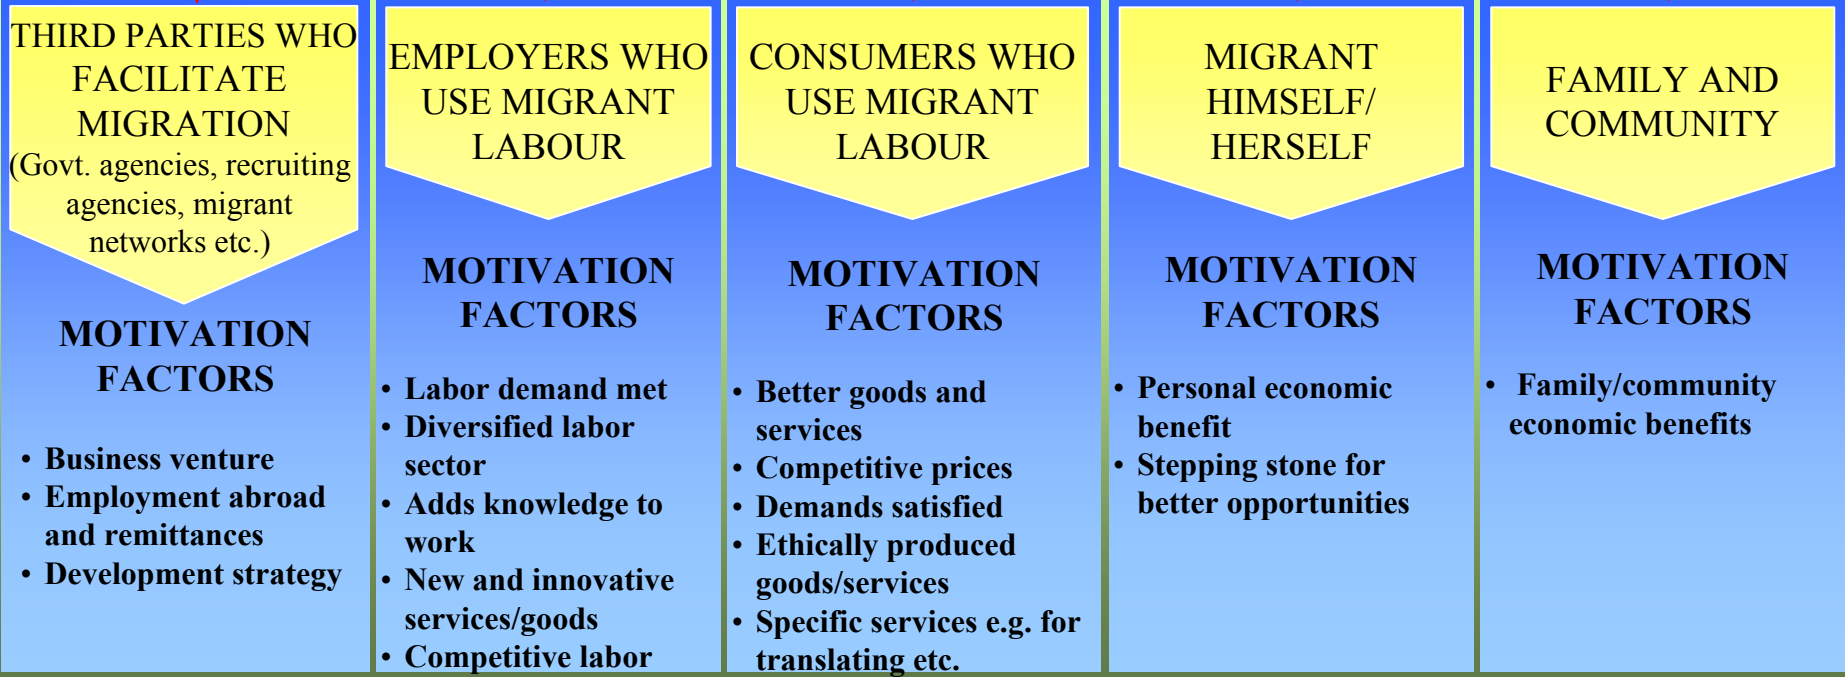 THIRD PARTIES WHO
FACILITATE
MIGRATION
(Govt. agencies, recruiting
agencies, migrant
networks etc.)
MOTIVATION
FACTORS
• Business venture
• Employment abroad
and remittances
• Development strategy
EMPLOYERS WHO
USE MIGRANT
LABOUR
MOTIVATION
FACTORS
• Labor demand met
• Diversified labor
sector
• Adds knowledge to
work
• New and innovative
services/goods
• Competitive labor
CONSUMERS WHO
USE MIGRANT
LABOUR
MOTIVATION
FACTORS
• Better goods and
services
• Competitive prices
• Demands satisfied
• Ethically produced
goods/services
• Specific services e.g. for
translating etc.
MIGRANT
HIMSELF/
HERSELF
MOTIVATION
FACTORS
• Personal economic
benefit
• Stepping stone for
better opportunities
FAMILY AND
COMMUNITY
MOTIVATION
FACTORS
• Family/community
economic benefits